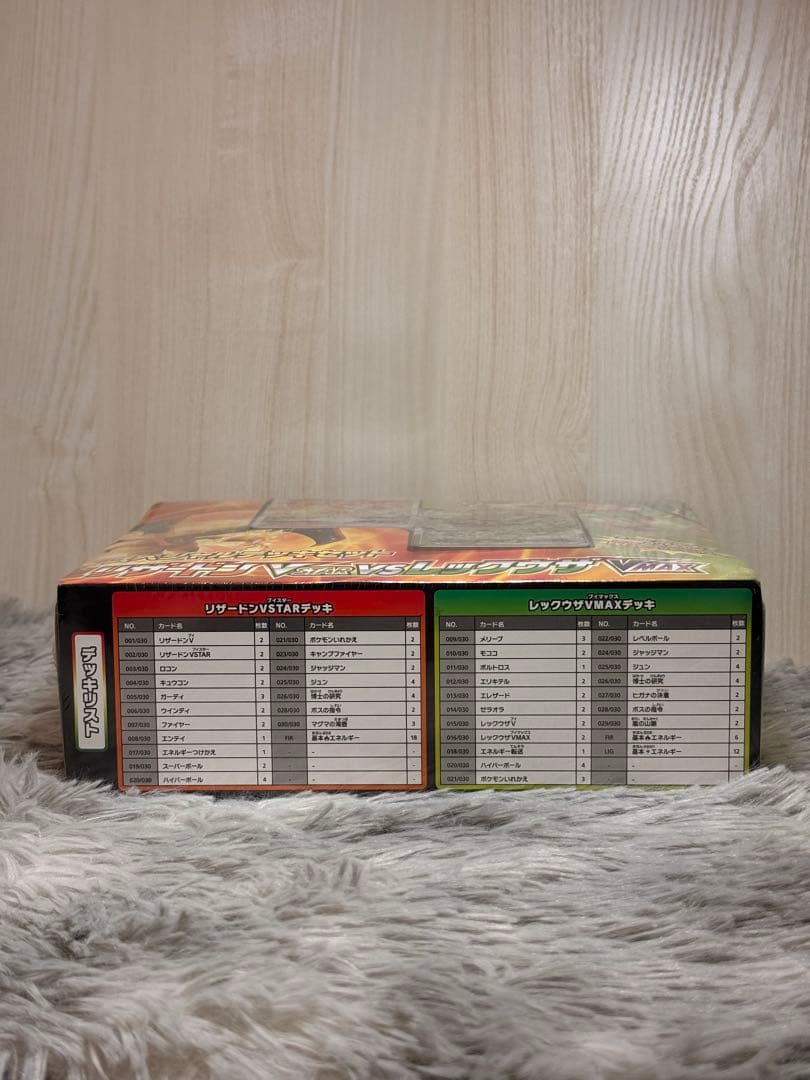 リザードンVSTAR VS レックウザVMAX
デッキリスト
ブイスター
リザードンVSTARデッキ
NO. カード名 枚数 NO. カード名 枚数
001/030 リザードンV 2 021/030 ポケモンいれかえ 2
002/030 リザードンVSTAR 2 023/030 キャンプファイヤー 2
003/030 ロコン 2 024/030 ジャッジマン 2
004/030 キュウコン 2 025/030 ジュン 4
005/030 ガーディ 3 026/030 博士の研究 4
006/030 ウインディ 2 028/030 ボスの指令 2
007/030 ファイヤー 2 030/030 マグマの滝壺 3
008/030 エンテイ 1 FIR 基本エネルギー 18
017/030 エネルギーつけかえ 1 - - -
019/030 スーパーボール 2 - - -
020/030 ハイパーボール 4 - - -
ブイマックス
レックウザVMAXデッキ
NO. カード名 枚数 NO. カード名 枚数
009/030 メリープ 3 022/030 レベルボール 2
010/030 モココ 2 024/030 ジャッジマン 2
011/030 ボルトロス 1 025/030 ジュン 4
012/030 エリキテル 2 026/030 博士の研究 4
013/030 エレザード 2 027/030 ヒガナの決意 2
014/030 ゼラオラ 2 028/030 ボスの指令 2
015/030 レックウザV 2 029/030 嵐の山脈 2
016/030 レックウザVMAX 2 FIR 基本エネルギー 6
018/030 エネルギー転送 1 LIG 基本エネルギー 12
020/030 ハイパーボール 4 - - -
021/030 ポケモンいれかえ 3 - - -